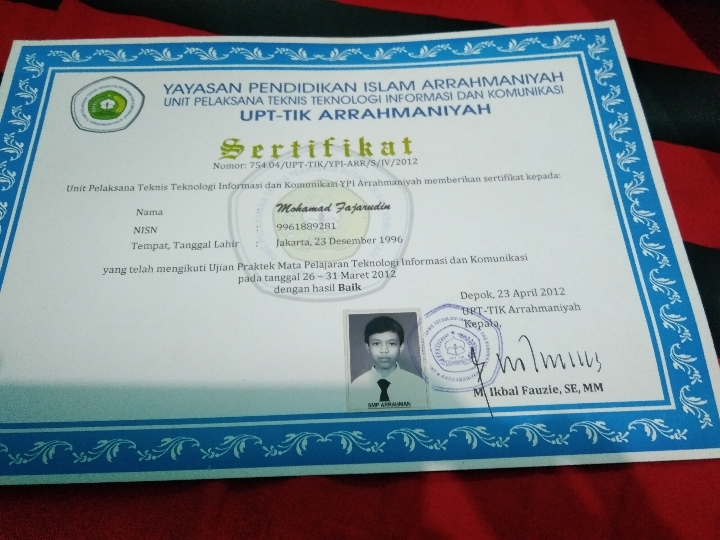 YAYASAN PENDIDIKAN ISLAM ARRAHMANIYAH
UNIT PELAKSANA TEKNIS TEKNOLOGI INFORMASI DAN KOMUNIKASI
UPT-TIK ARRAHMANIYAH
Sertifikat
Nomor: 754.04/UPT-TIK/YPI-ARR/S/IV/2012
Unit Pelaksana Teknis Teknologi Informasi dan Komunikasi YPI Arrahmaniyah memberikan sertifikat kepada:
Nama : Mohamad Fajarudin
NISN : 9961889281
Tempat, Tanggal Lahir : Jakarta, 23 Desember 1996
yang telah mengikuti Ujian Praktek Mata Pelajaran Teknologi Informasi dan Komunikasi
pada tanggal 26 – 31 Maret 2012
dengan hasil Baik
Depok, 23 April 2012
UPT-TIK Arrahmaniyah
Kepala,
SMP ARRAHMAN
M. Ikbal Fauzie, SE, MM